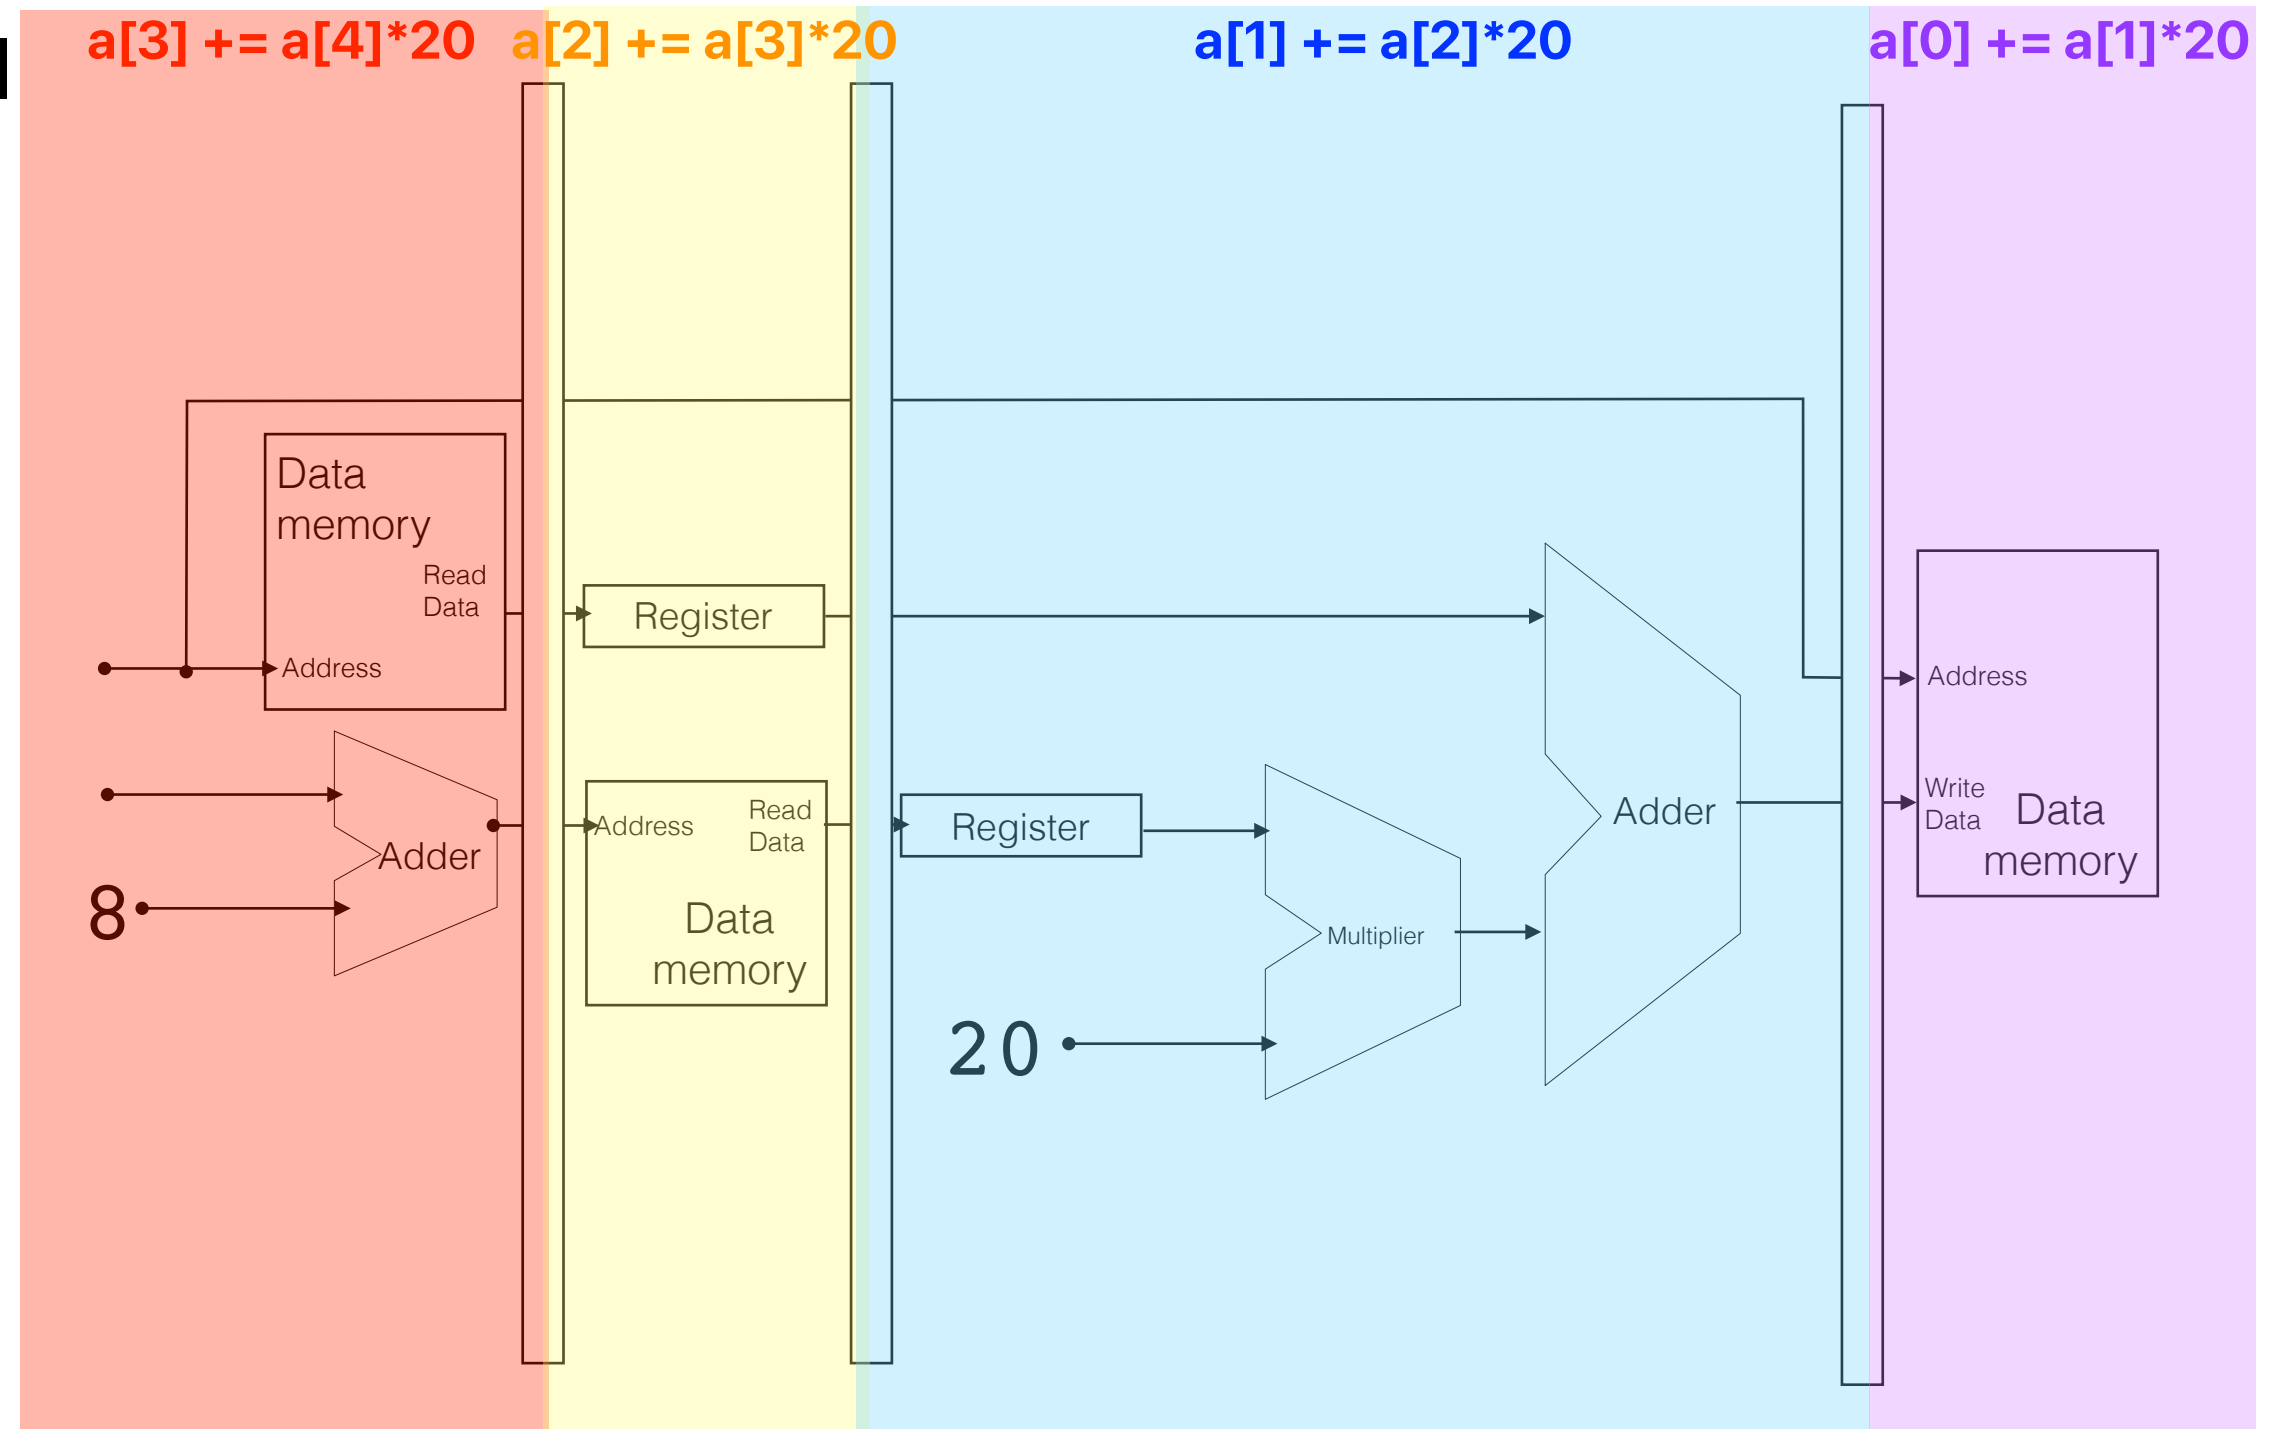 a[3] += a[4]*20
a[2] += a[3]*20
a[1] += a[2]*20
a[0] += a[1]*20
Data
memory
Read
Data
Address
Adder
8
Register
Address
Read
Data
Data
memory
Register
Multiplier
20
Adder
Address
Write
Data
Data
memory